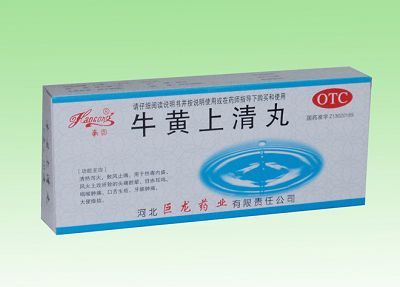 请仔细阅读说明书并按说明使用或在药师指导下购买和使用
OTC
国药准字
牛黄上清丸
[功能主治]
清热泻火，散风止痛。用于热毒内盛、
风火上攻所致的头痛眩晕、目赤耳鸣、
咽喉肿痛、口舌生疮、牙龈肿痛、
大便燥结。
河北 巨龙药业 有限责任公司